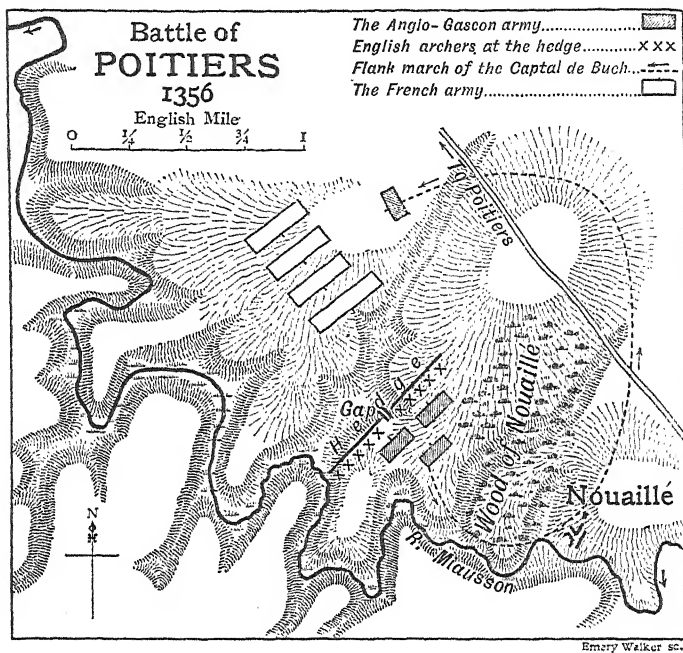 Battle of
POITIERS
1356
English Mile
0 1/4 1/2 3/4 1
The Anglo-Gascon army
English archers at the hedge xxx
Flank march of the Captal de Buch
The French army
To Poitiers
Hedge
Gap
Wood of Nouaillé
Nouaillé
R. Miausson
N
Emery Walker sc.